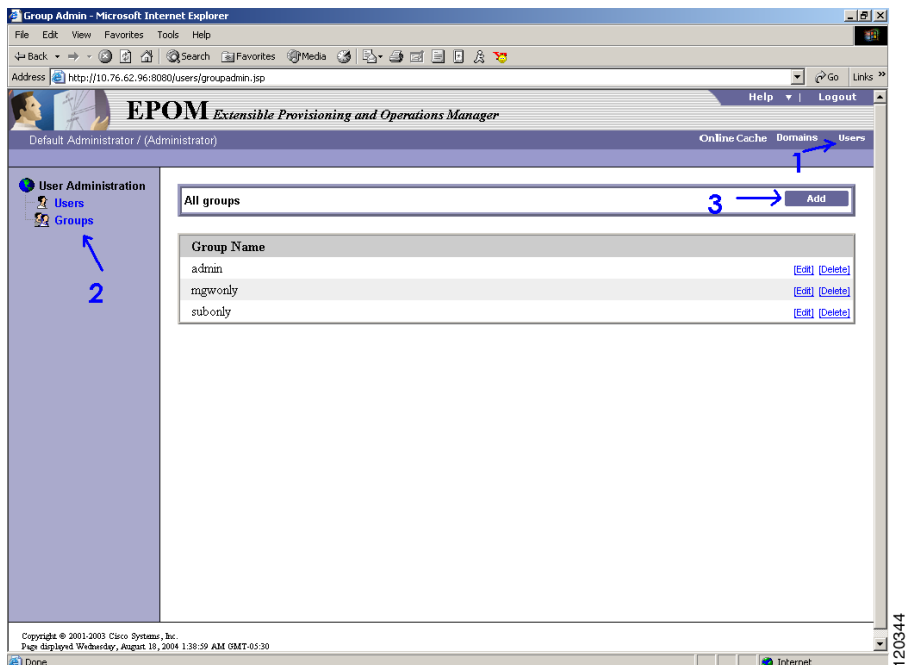 Group Admin - Microsoft Internet Explorer
File Edit View Favorites Tools Help
Back Search Favorites Media
Address http://10.76.62.96:8080/users/groupadmin.jsp Go Links »
EPOM Extensible Provisioning and Operations Manager
Help ▼ | Logout
Default Administrator / (Administrator)
Online Cache Domains Users
1
User Administration
Users
Groups
2
All groups
3
Add
Group Name
admin [Edit] [Delete]
mgwonly [Edit] [Delete]
subonly [Edit] [Delete]
Copyright © 2001-2003 Cisco Systems, Inc.
Page displayed Wednesday, August 18, 2004 1:38:59 AM GMT-05:30
Done Internet
120344